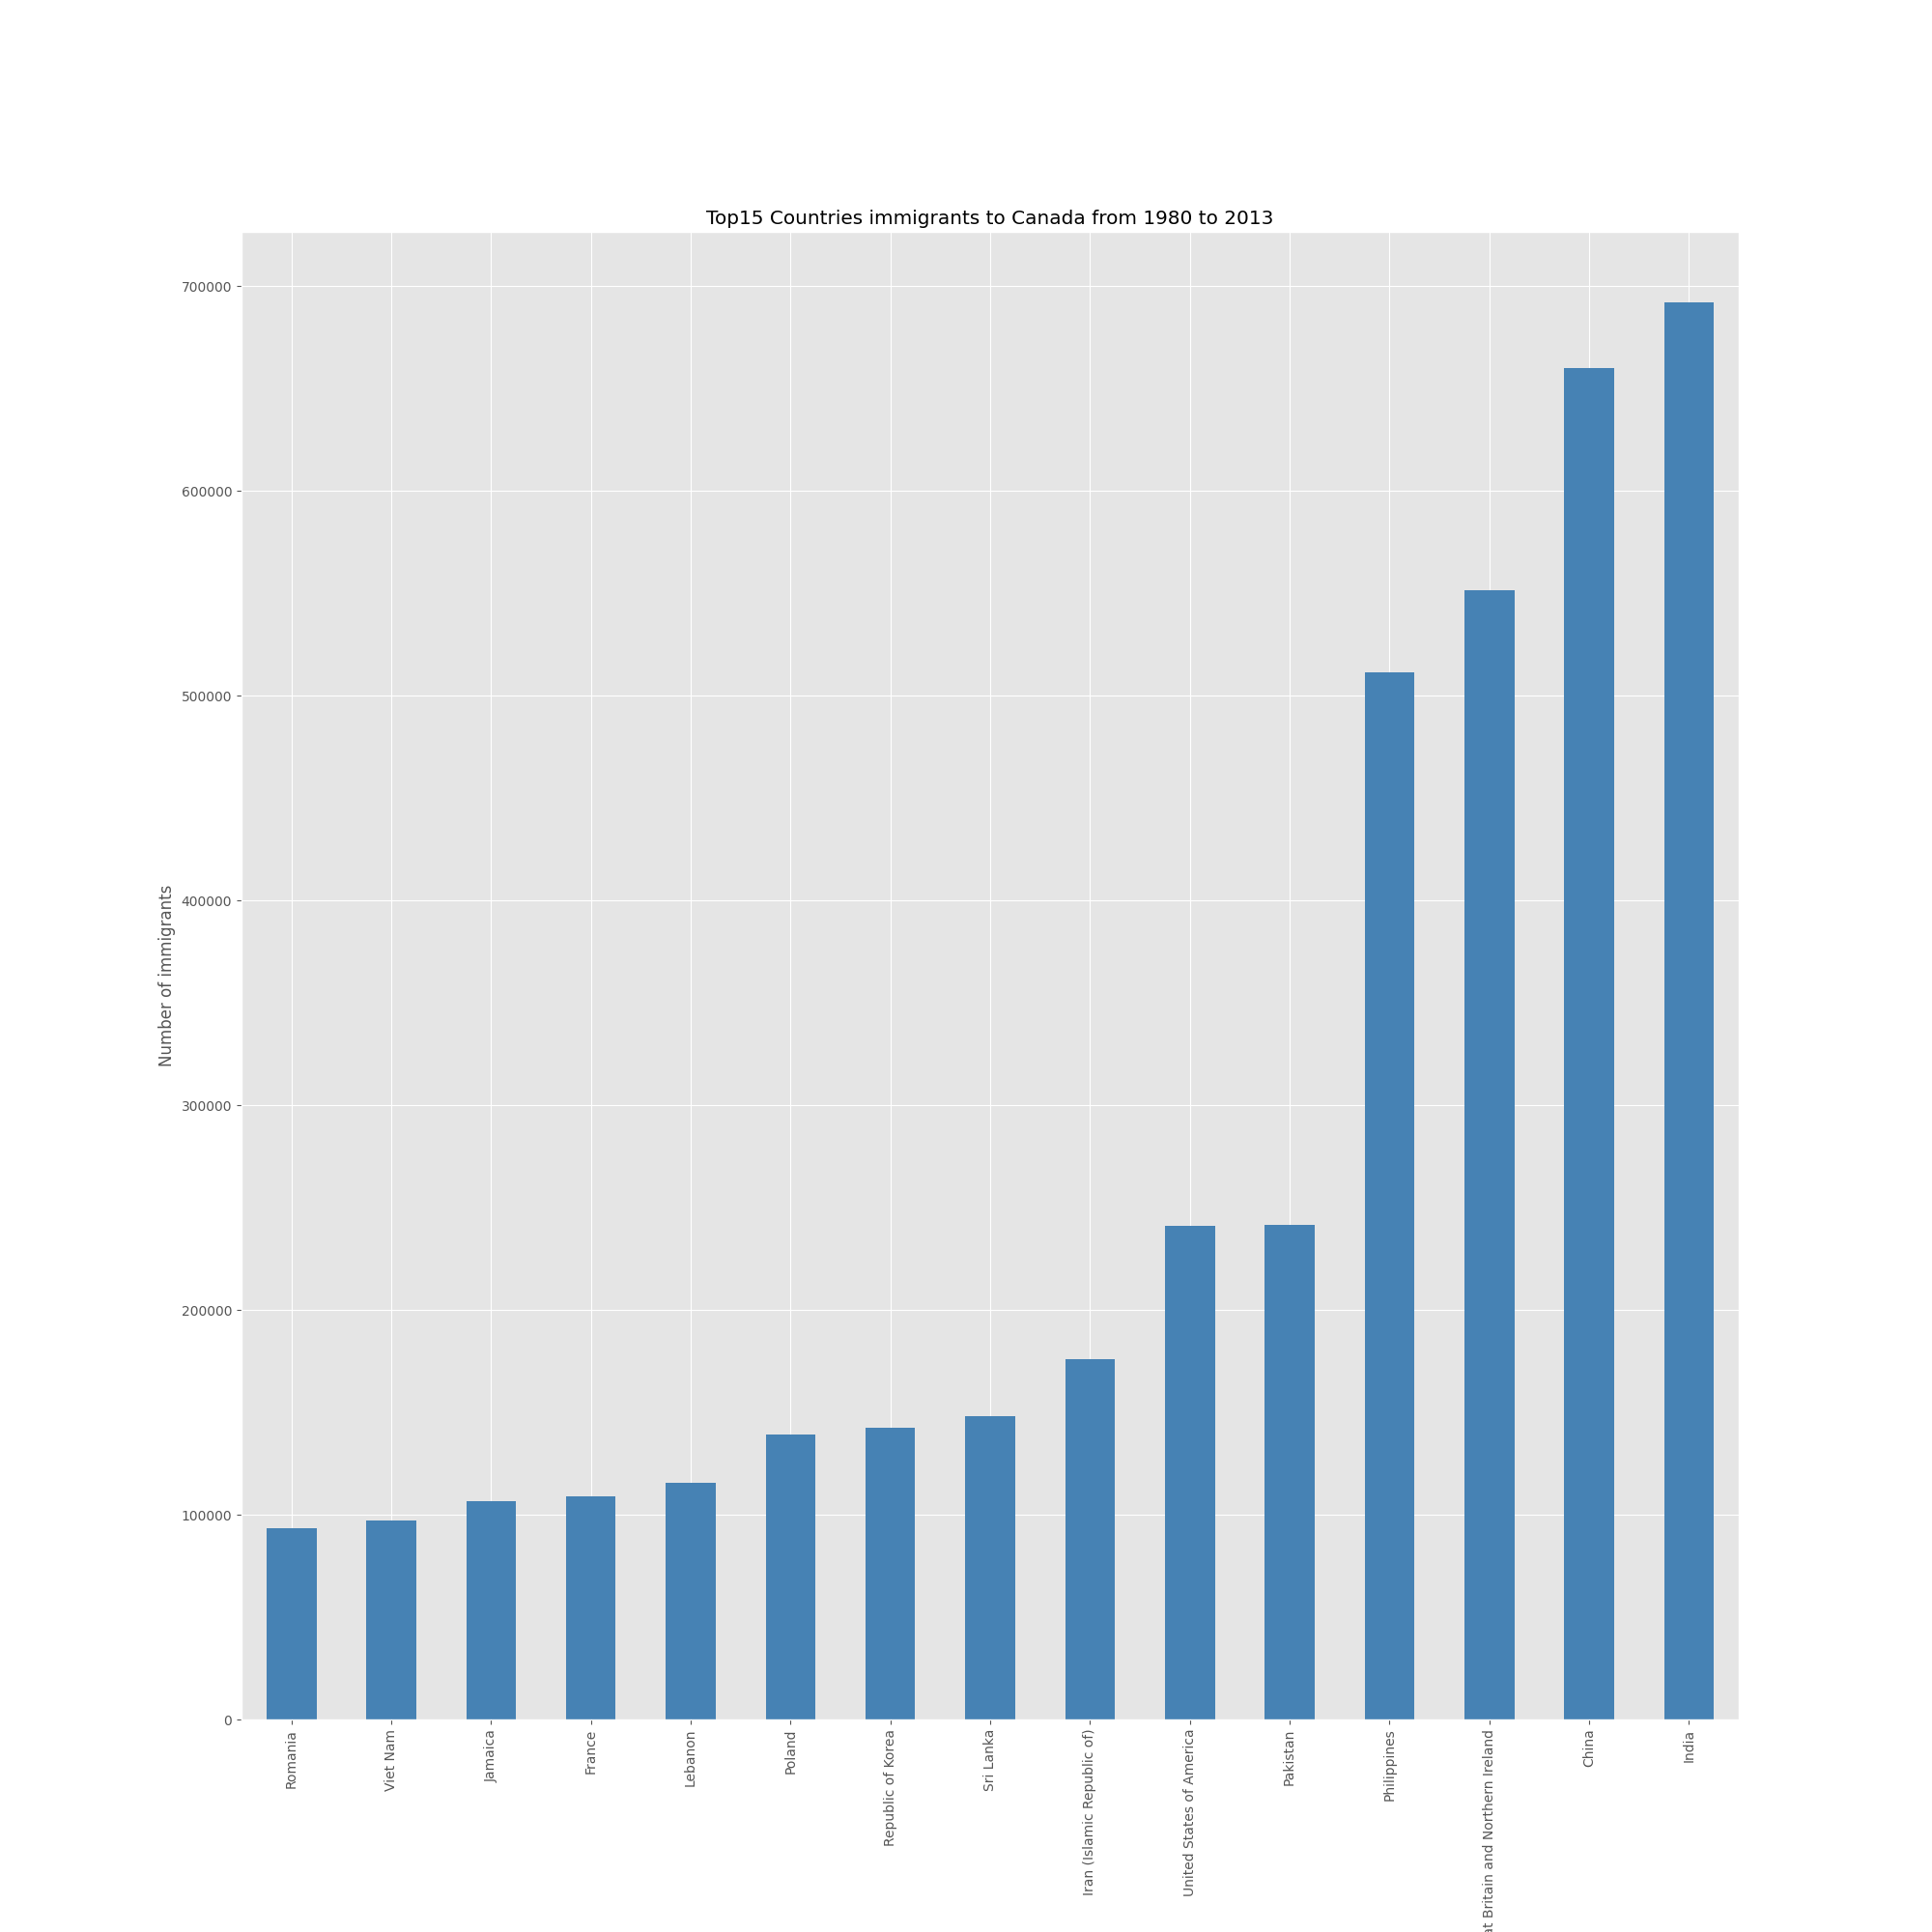 Top15 Countries immigrants to Canada from 1980 to 2013
Number of immigrants
700000
600000
500000
400000
300000
200000
100000
0
Romania
Viet Nam
Jamaica
France
Lebanon
Poland
Republic of Korea
Sri Lanka
Iran (Islamic Republic of)
United States of America
Pakistan
Philippines
Britain and Northern Ireland
China
India